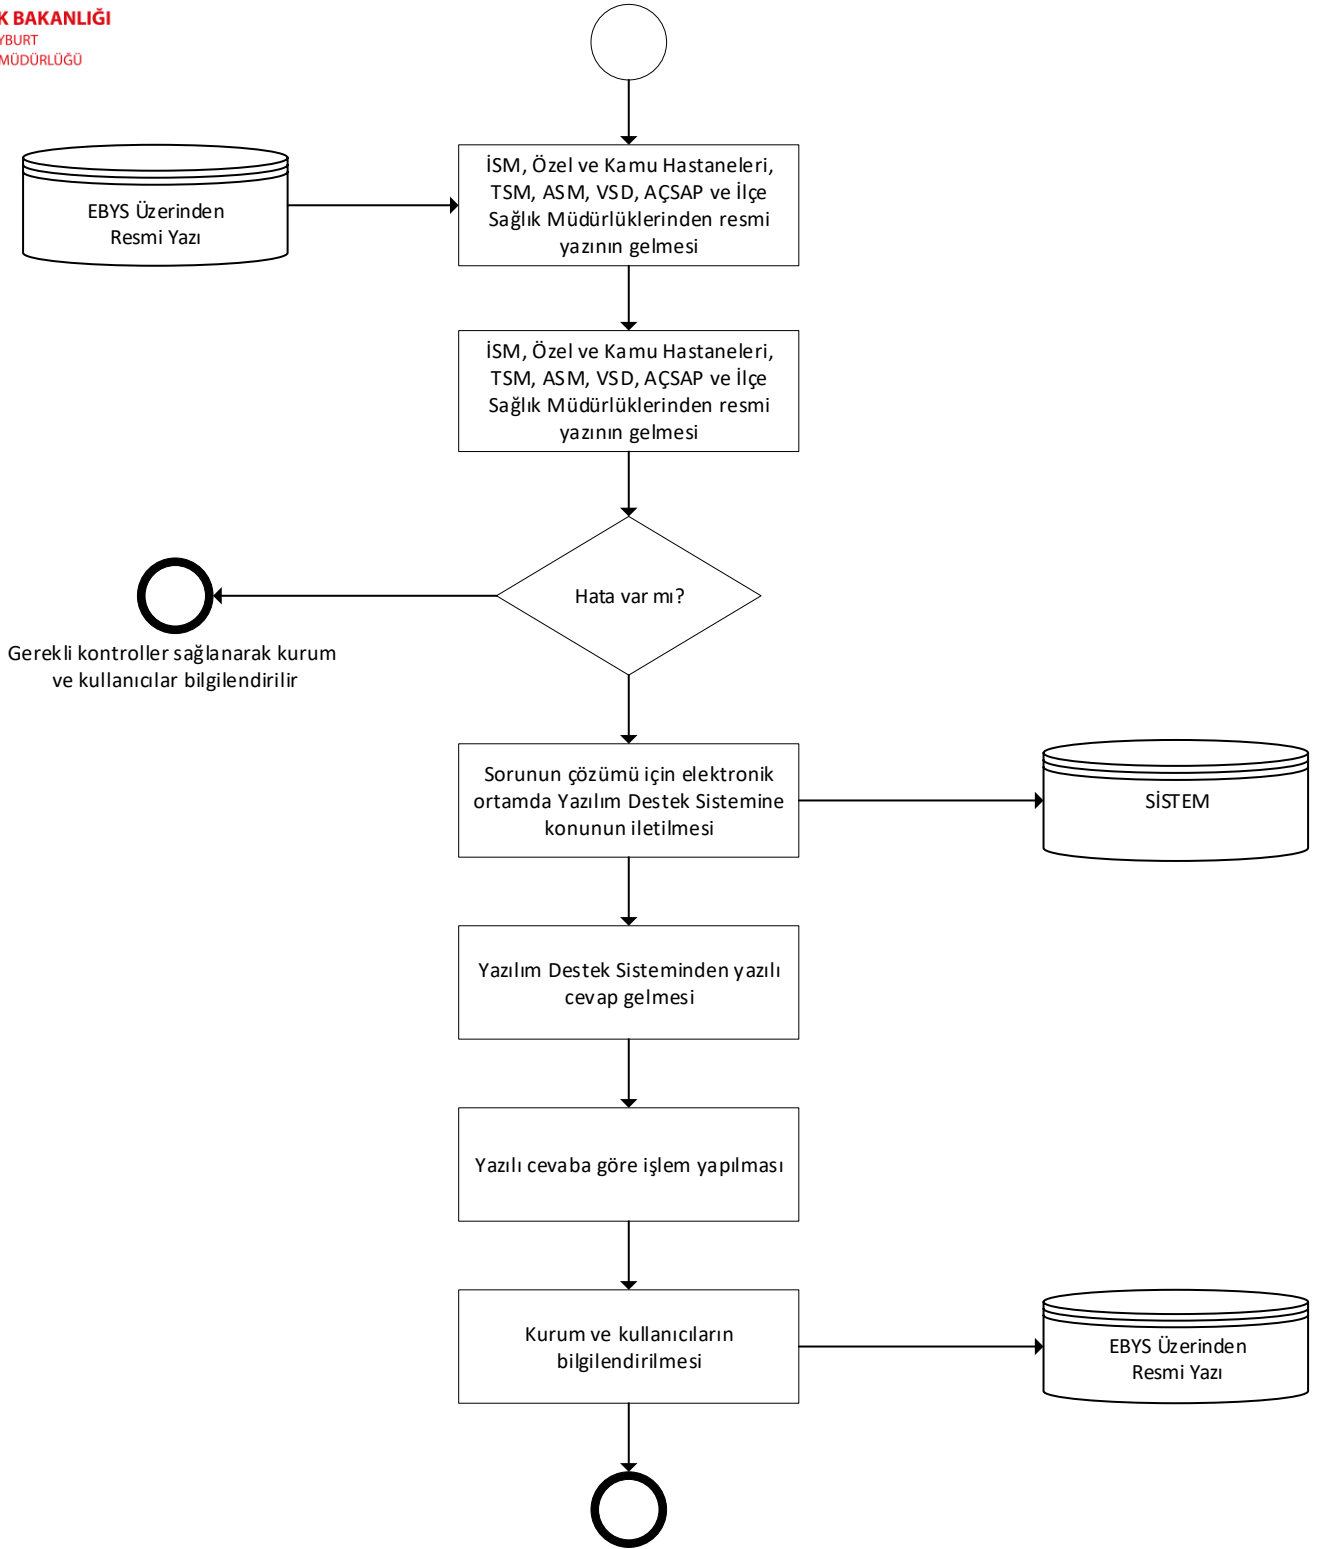 K BAKANLIĞI
YBURT
MÜDÜRLÜĞÜ
İSM, Özel ve Kamu Hastaneleri,
TSM, ASM, VSD, AÇSAP ve İlçe
Sağlık Müdürlüklerinden resmi
yazının gelmesi
EBYS Üzerinden
Resmi Yazı
İSM, Özel ve Kamu Hastaneleri,
TSM, ASM, VSD, AÇSAP ve İlçe
Sağlık Müdürlüklerinden resmi
yazının gelmesi
Hata var mı?
Gerekli kontroller sağlanarak kurum
ve kullanıcılar bilgilendirilir
Sorunun çözümü için elektronik
ortamda Yazılım Destek Sistemine
konunun iletilmesi
SİSTEM
Yazılım Destek Sisteminden yazılı
cevap gelmesi
Yazılı cevaba göre işlem yapılması
Kurum ve kullanıcıların
bilgilendirilmesi
EBYS Üzerinden
Resmi Yazı